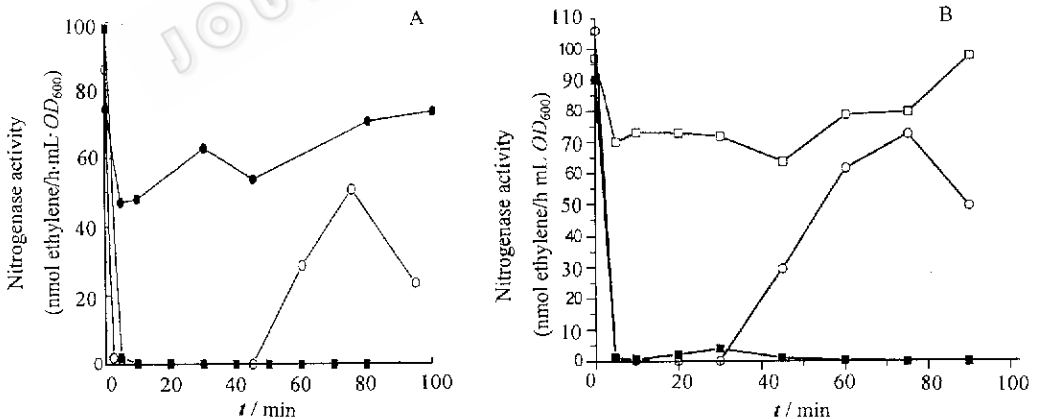 JOU
A
Nitrogenase activity
(nmol ethylene/h·mL·OD600)
100
80
60
40
20
0
0 20 40 60 80 100
t / min
B
Nitrogenase activity
(nmol ethylene/h mL OD600)
110
100
90
80
70
60
50
40
30
20
10
0
0 20 40 60 80 100
t / min